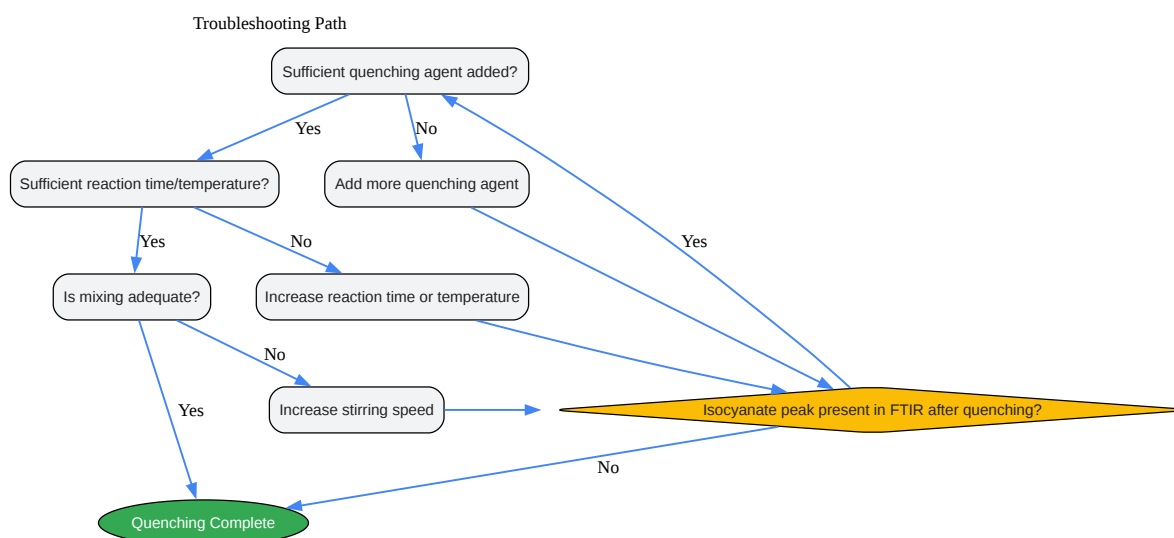 Troubleshooting Path
Sufficient quenching agent added?
Yes
No
Sufficient reaction time/temperature?
Add more quenching agent
Yes
No
Yes
Is mixing adequate?
Increase reaction time or temperature
No
Yes
Increase stirring speed
Isocyanate peak present in FTIR after quenching?
No
Quenching Complete